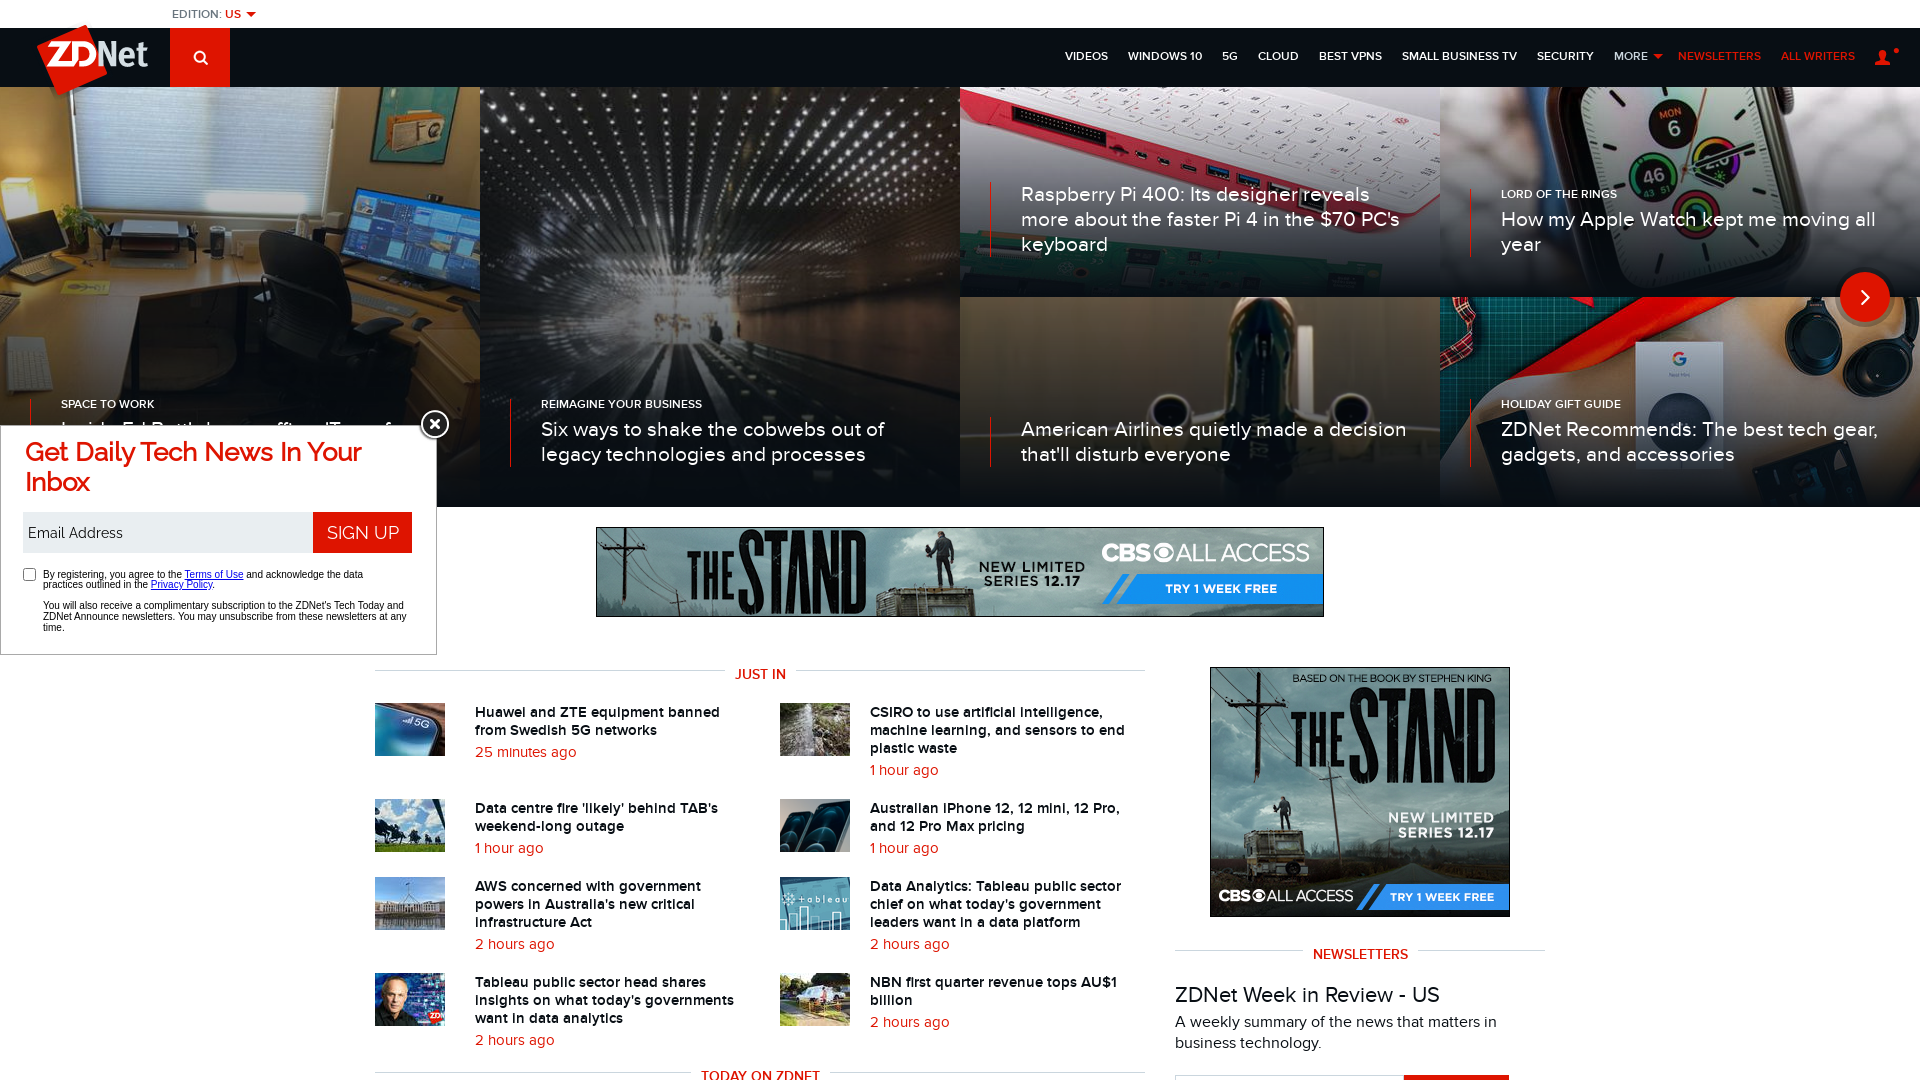 EDITION: US
ZDNet
VIDEOS WINDOWS 10 5G CLOUD BEST VPNS SMALL BUSINESS TV SECURITY MORE NEWSLETTERS ALL WRITERS
SPACE TO WORK
REIMAGINE YOUR BUSINESS
Six ways to shake the cobwebs out of
legacy technologies and processes
Raspberry Pi 400: Its designer reveals
more about the faster Pi 4 in the $70 PC's
keyboard
LORD OF THE RINGS
How my Apple Watch kept me moving all
year
MON
6
46
American Airlines quietly made a decision
that'll disturb everyone
HOLIDAY GIFT GUIDE
ZDNet Recommends: The best tech gear,
gadgets, and accessories
Get Daily Tech News In Your
Inbox
Email Address
SIGN UP
By registering, you agree to the Terms of Use and acknowledge the data
practices outlined in the Privacy Policy.
You will also receive a complimentary subscription to the ZDNet's Tech Today and
ZDNet Announce newsletters. You may unsubscribe from these newsletters at any
time.
THE STAND
NEW LIMITED
SERIES 12.17
CBS ALL ACCESS
TRY 1 WEEK FREE
JUST IN
5G
Huawei and ZTE equipment banned
from Swedish 5G networks
25 minutes ago
CSIRO to use artificial intelligence,
machine learning, and sensors to end
plastic waste
1 hour ago
Data centre fire 'likely' behind TAB's
weekend-long outage
1 hour ago
Australian iPhone 12, 12 mini, 12 Pro,
and 12 Pro Max pricing
1 hour ago
AWS concerned with government
powers in Australia's new critical
infrastructure Act
2 hours ago
tableau
Data Analytics: Tableau public sector
chief on what today's government
leaders want in a data platform
2 hours ago
Tableau public sector head shares
insights on what today's governments
want in data analytics
2 hours ago
NBN first quarter revenue tops AU$1
billion
2 hours ago
TODAY ON ZDNET
BASED ON THE BOOK BY STEPHEN KING
THE STAND
NEW LIMITED
SERIES 12.17
CBS ALL ACCESS
TRY 1 WEEK FREE
NEWSLETTERS
ZDNet Week in Review - US
A weekly summary of the news that matters in
business technology.